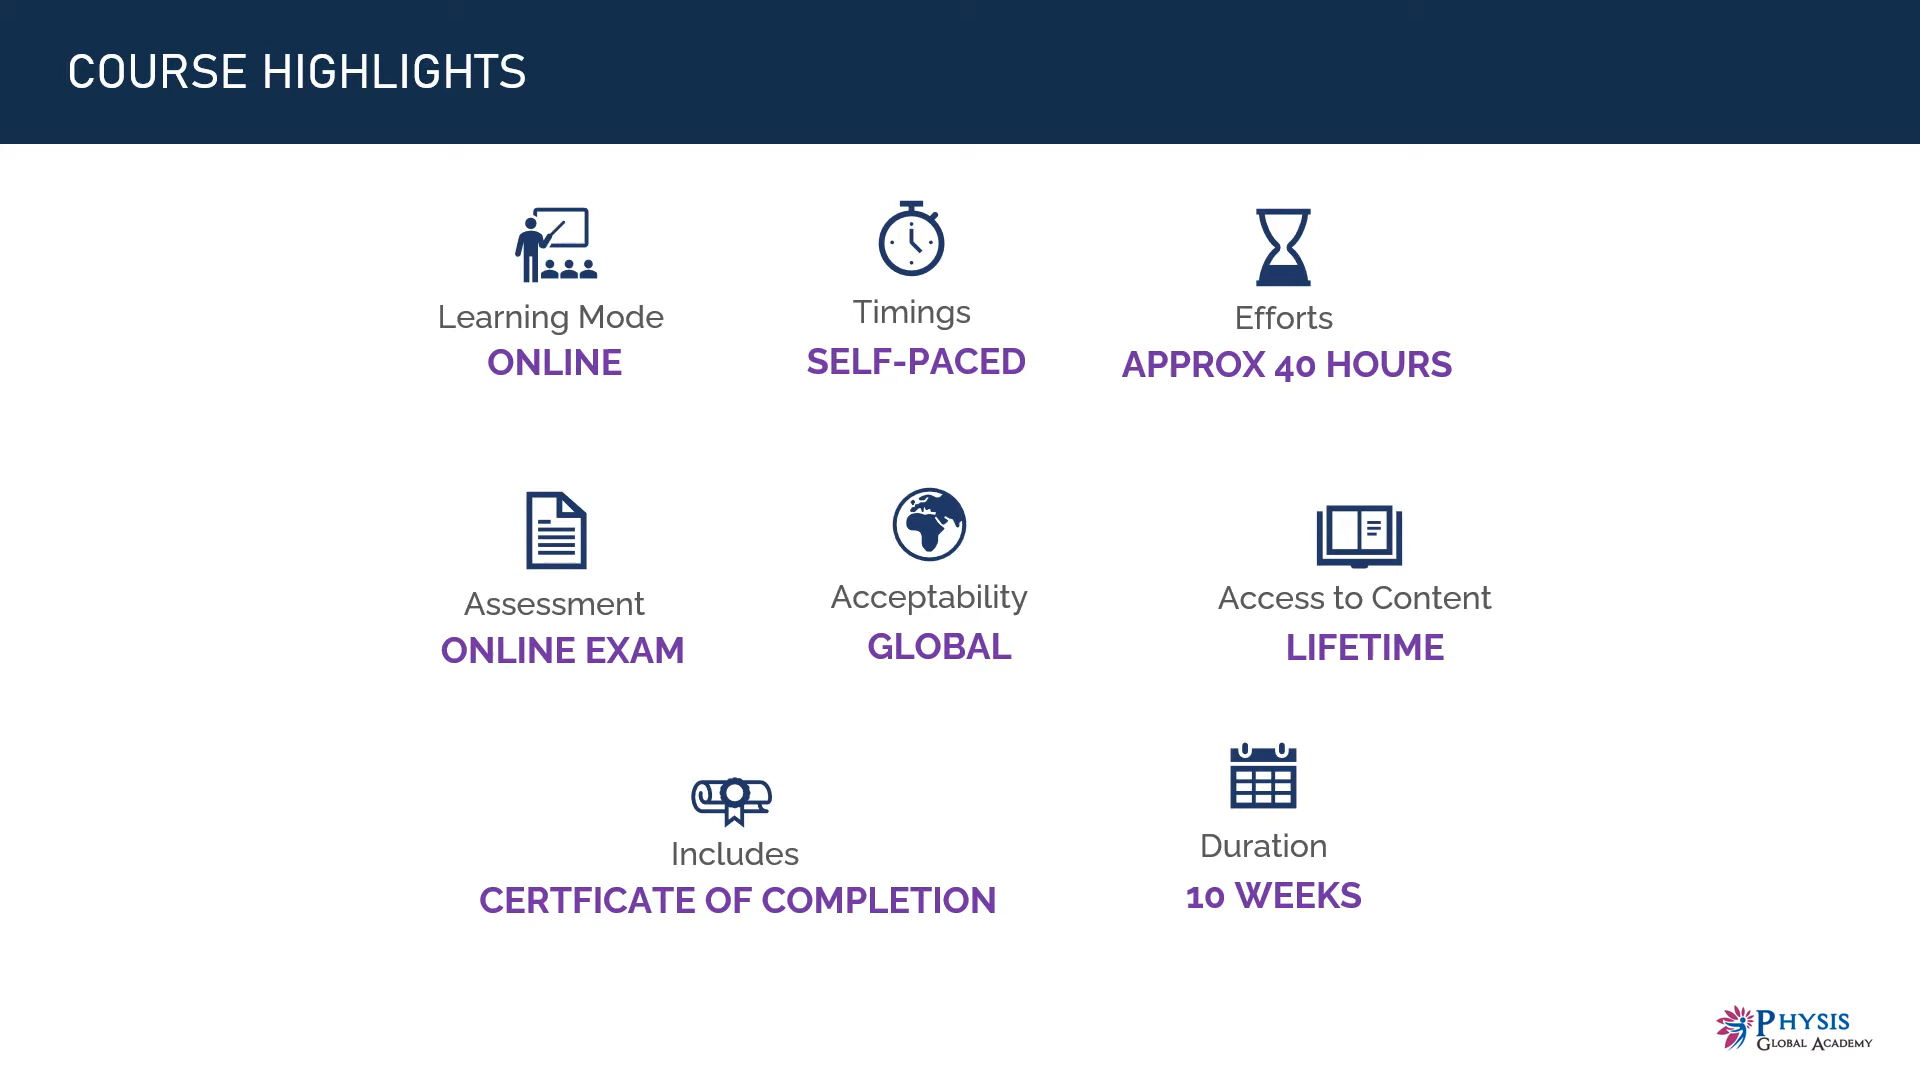 COURSE HIGHLIGHTS
Learning Mode
ONLINE
Timings
SELF-PACED
Efforts
APPROX 40 HOURS
Assessment
ONLINE EXAM
Acceptability
GLOBAL
Access to Content
LIFETIME
Includes
CERTFICATE OF COMPLETION
Duration
10 WEEKS
PHYSIS
GLOBAL ACADEMY